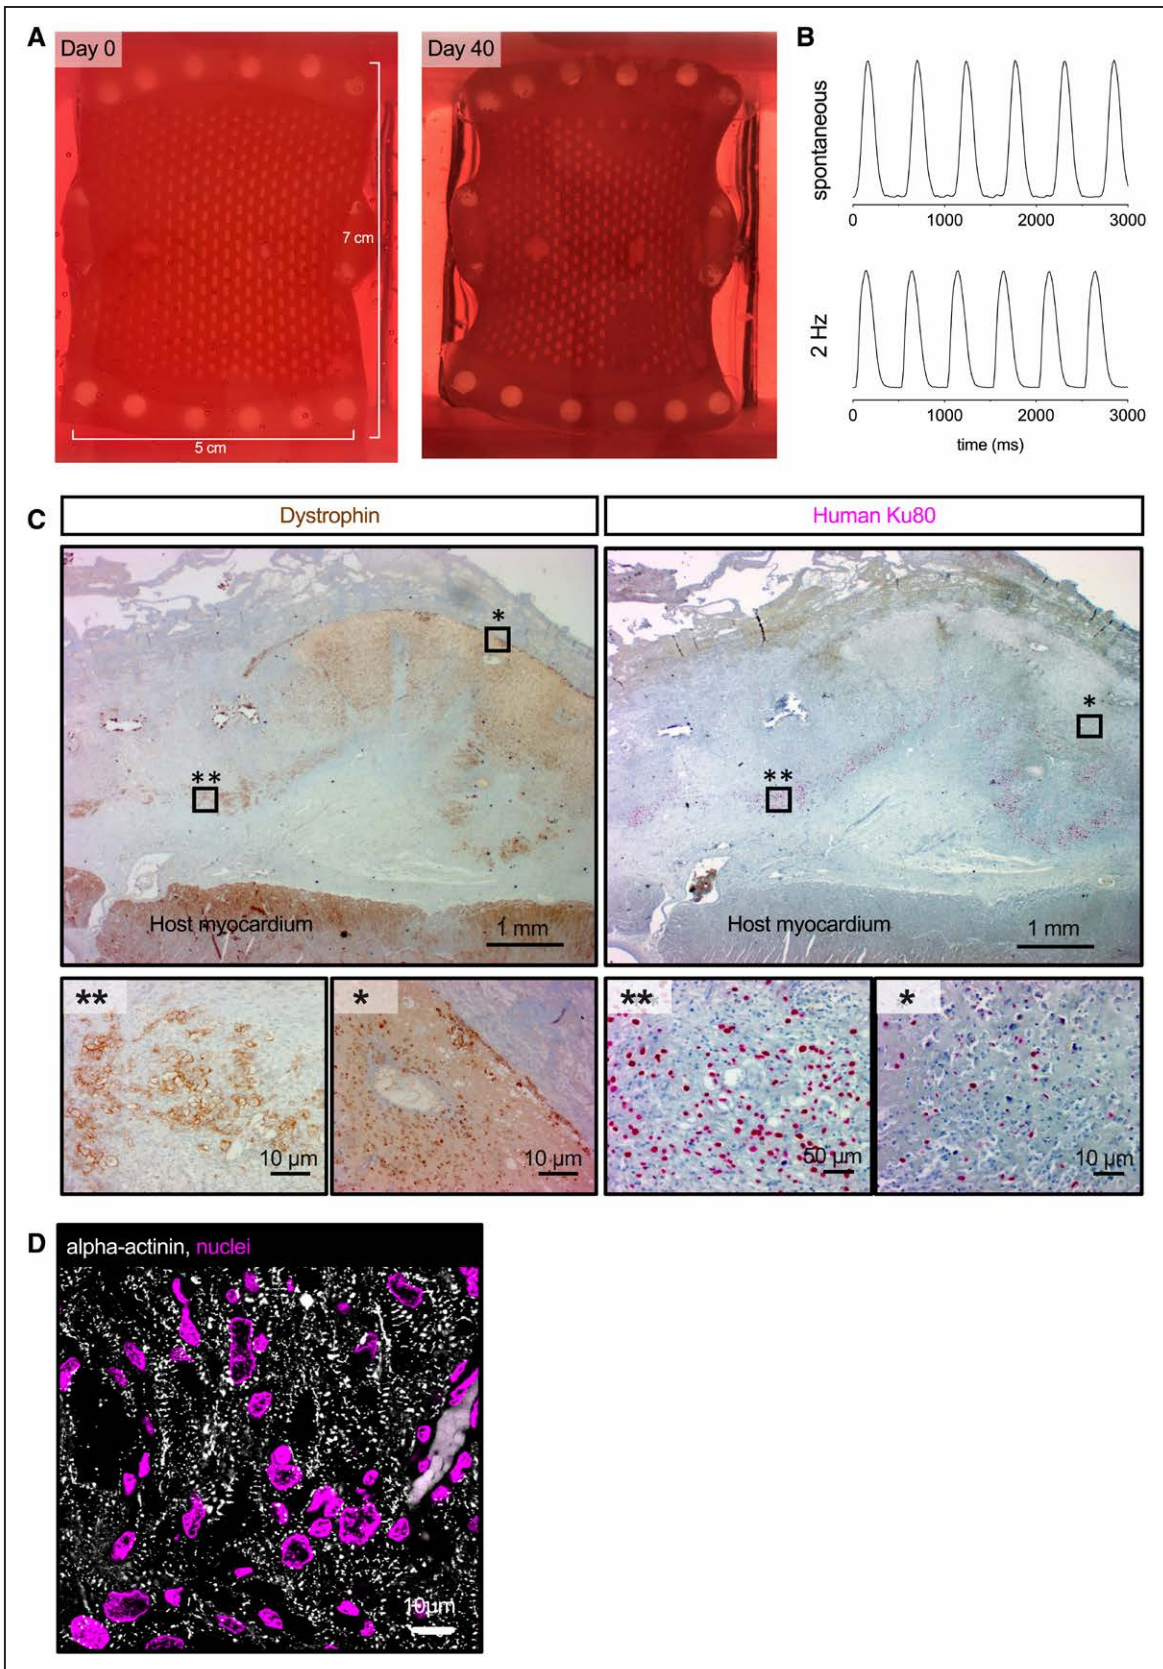 A
Day 0
7 cm
5 cm
Day 40
B
spontaneous
0 1000 2000 3000
2 Hz
0 1000 2000 3000
time (ms)
C
Dystrophin
Human Ku80
*
**
Host myocardium
1 mm
*
**
Host myocardium
1 mm
**
10 µm
*
10 µm
**
50 µm
*
10 µm
D
alpha-actinin, nuclei
10µm